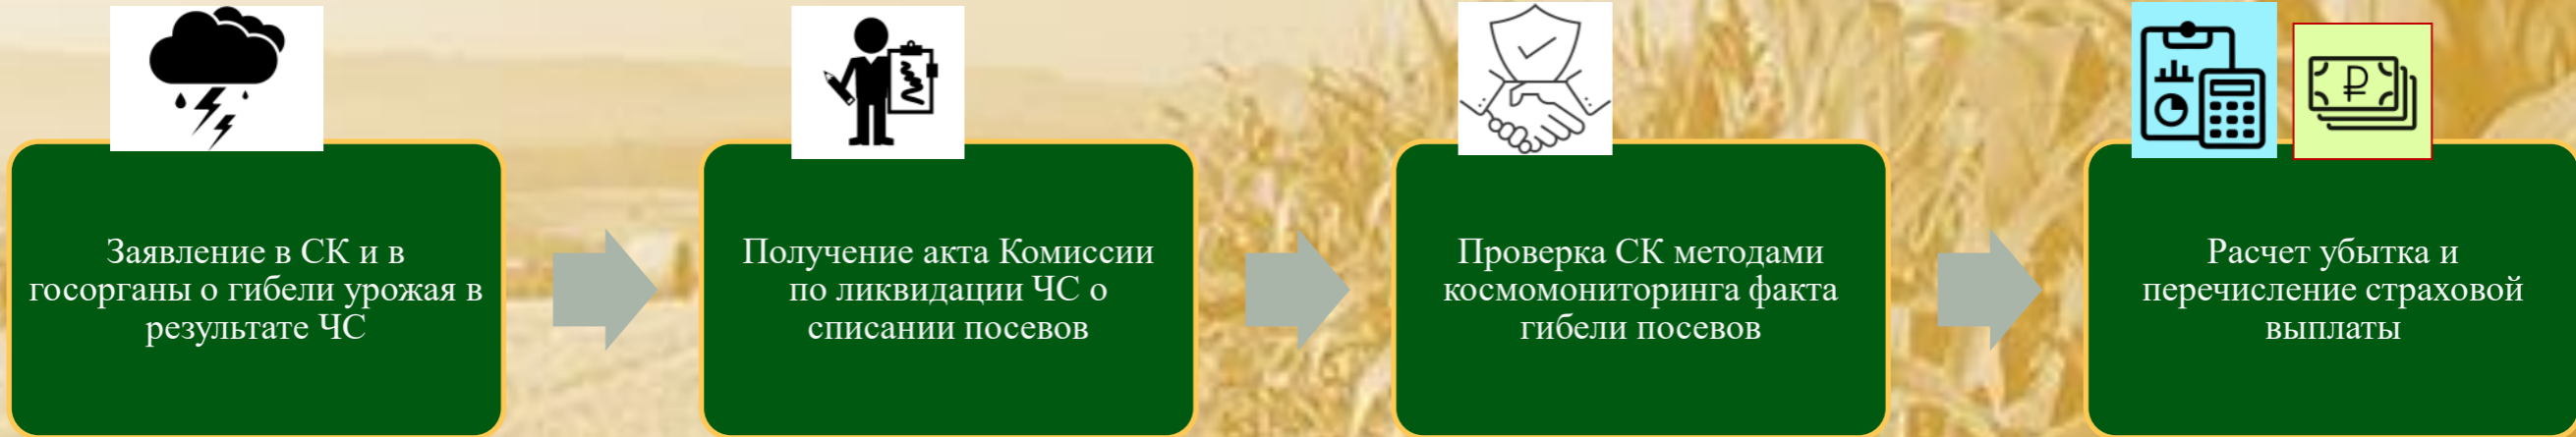 Заявление в СК и в
госорганы о гибели урожая в
результате ЧС
Получение акта Комиссии
по ликвидации ЧС о
списании посевов
Проверка СК методами
космомониторинга факта
гибели посевов
₽
Расчет убытка и
перечисление страховой
выплаты